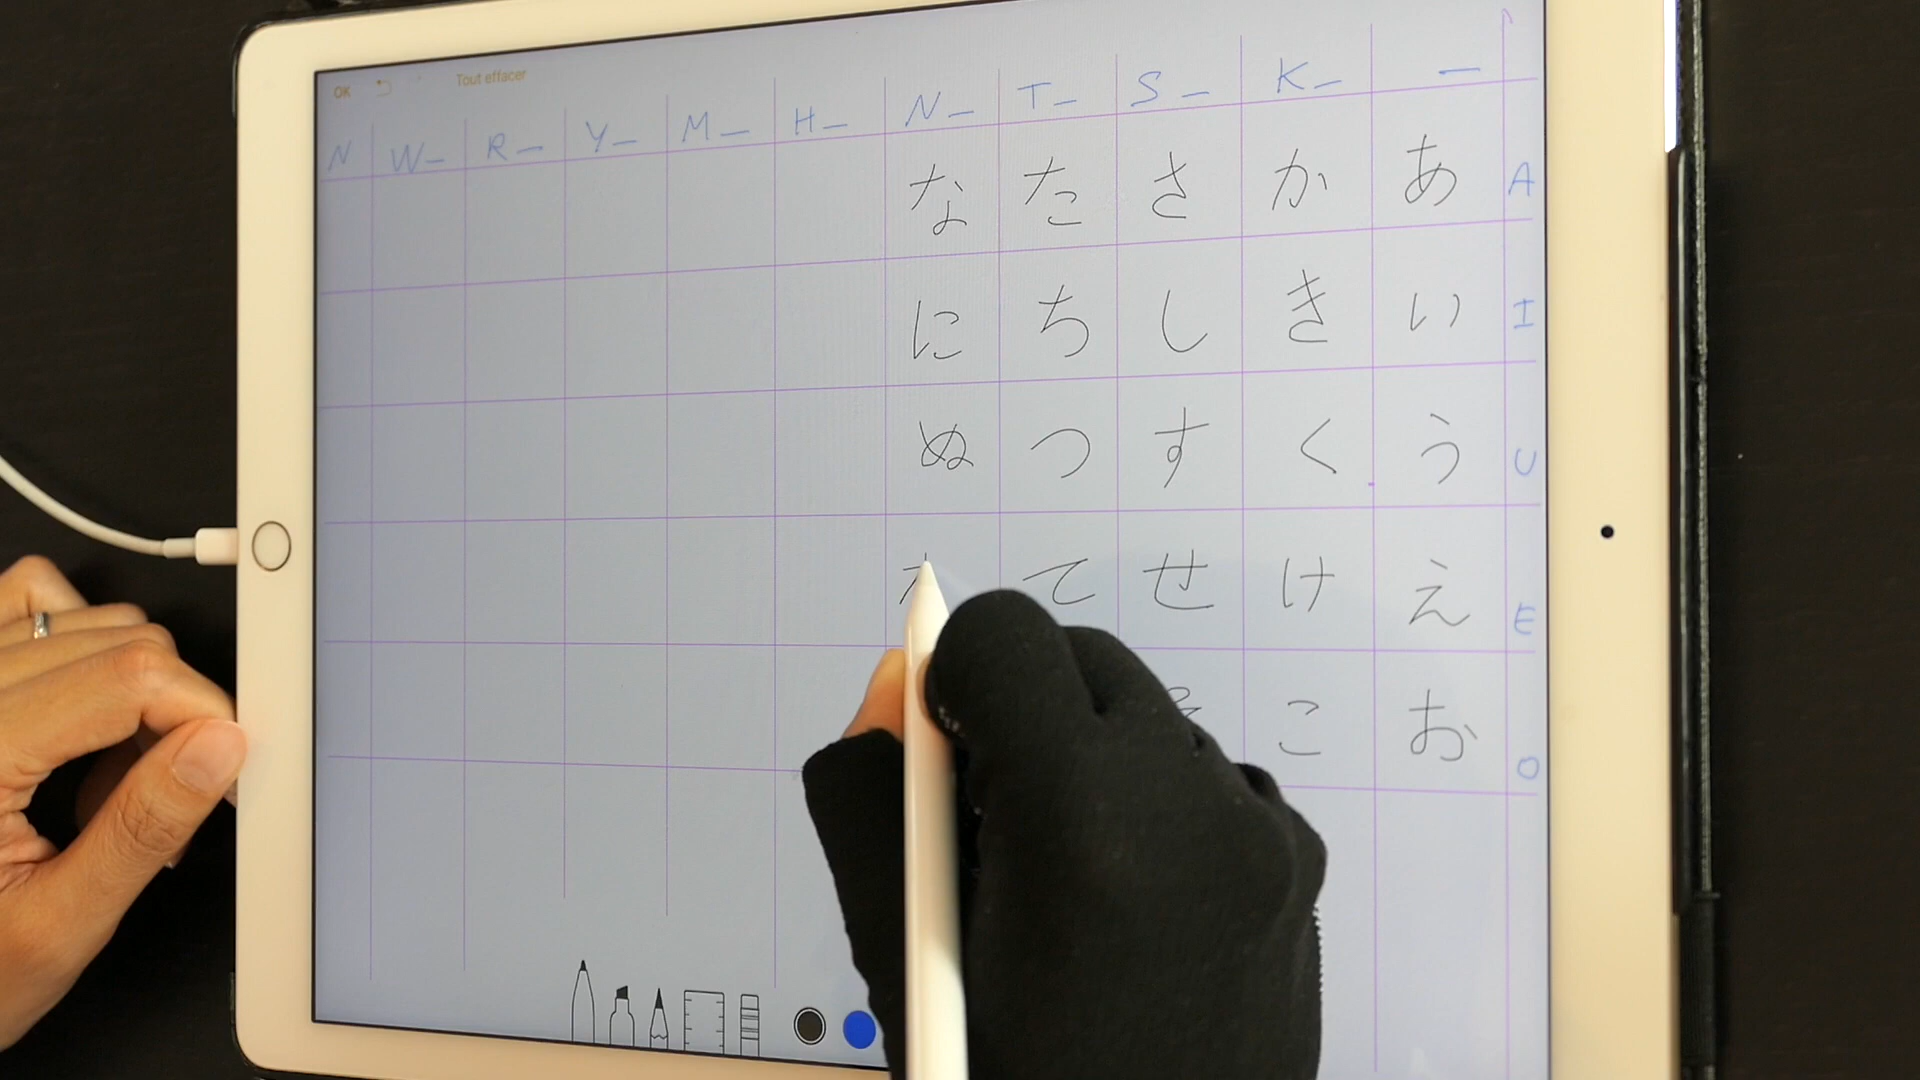 OK Tout effacer
N W_ R_ Y_ M_ H_ N_ T_ S_ K_ _
な た さ か あ A
に ち し き い I
ぬ つ す く う U
て せ け え E
こ お O